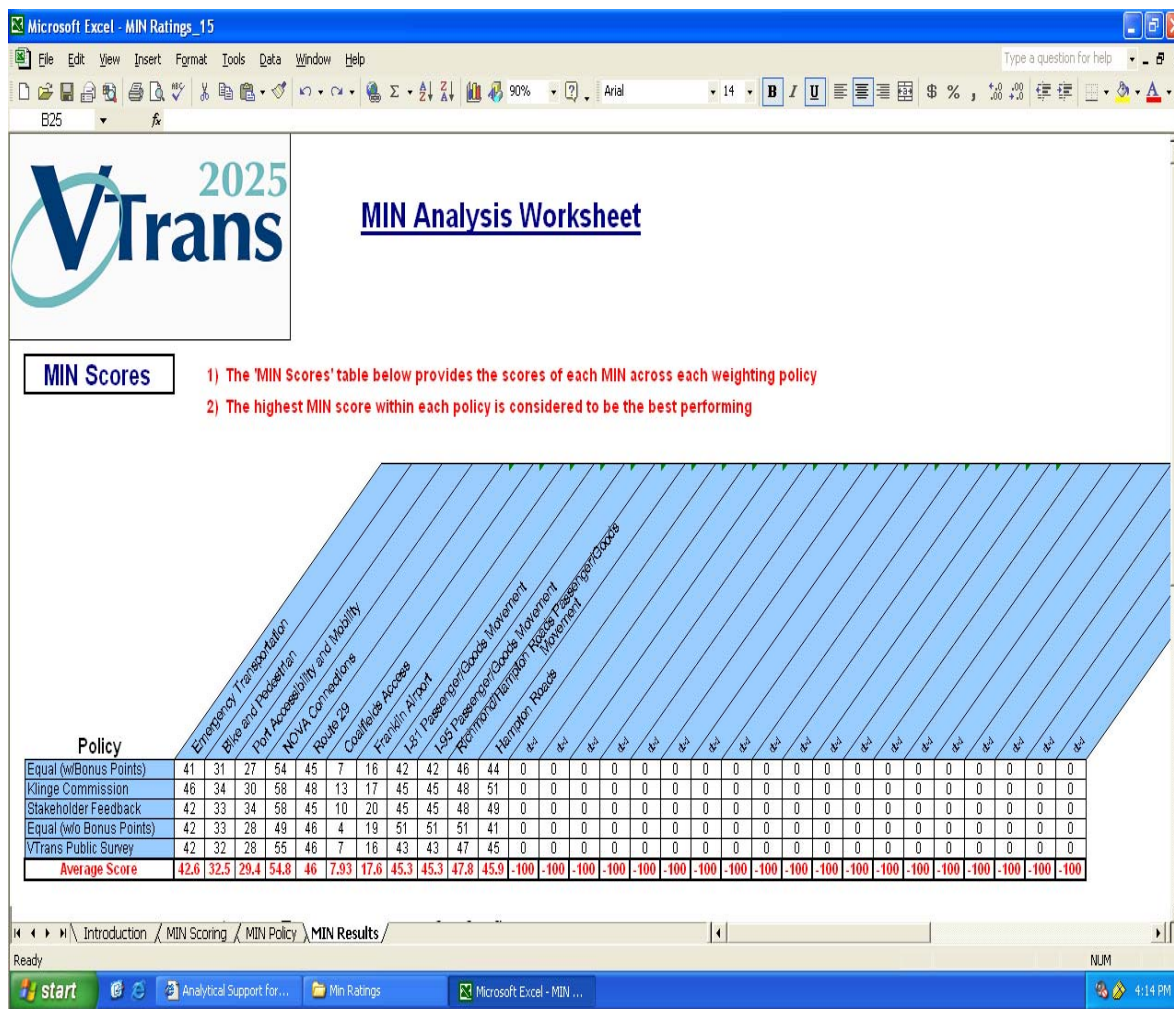 Microsoft Excel - MIN Ratings_15
File Edit View Insert Format Tools Data Window Help
Type a question for help
90% Arial 14 B I U $ % ,
B25 fx
2025
VTrans
MIN Analysis Worksheet
MIN Scores
1) The 'MIN Scores' table below provides the scores of each MIN across each weighting policy
2) The highest MIN score within each policy is considered to be the best performing
Policy
Emergency Transportation
Bike and Pedestrian
Port Accessibility and Mobility
NOVA Connections
Route 29
Coalfields Access
Franklin Airport
I-81 Passenger/Goods Movement
I-95 Passenger/Goods Movement
Richmond/Hampton Roads Passenger/Goods
Movement
Hampton Roads
Equal (w/Bonus Points) 41 31 27 54 45 7 16 42 42 46 44 0 0 0 0 0 0 0 0 0 0 0 0 0 0 0 0 0 0 0
Klinge Commission 46 34 30 58 48 13 17 45 45 48 51 0 0 0 0 0 0 0 0 0 0 0 0 0 0 0 0 0 0 0
Stakeholder Feedback 42 33 34 58 45 10 20 45 45 48 49 0 0 0 0 0 0 0 0 0 0 0 0 0 0 0 0 0 0 0
Equal (w/o Bonus Points) 42 33 28 49 46 4 19 51 51 51 41 0 0 0 0 0 0 0 0 0 0 0 0 0 0 0 0 0 0 0
VTrans Public Survey 42 32 28 55 46 7 16 43 43 47 45 0 0 0 0 0 0 0 0 0 0 0 0 0 0 0 0 0 0 0
Average Score 42.6 32.5 29.4 54.8 46 7.93 17.6 45.3 45.3 47.8 45.9 -100 -100 -100 -100 -100 -100 -100 -100 -100 -100 -100 -100 -100 -100 -100 -100 -100 -100 -100
Introduction MIN Scoring MIN Policy MIN Results
Ready NUM
start Analytical Support for... Min Ratings Microsoft Excel - MIN ... 4:14 PM